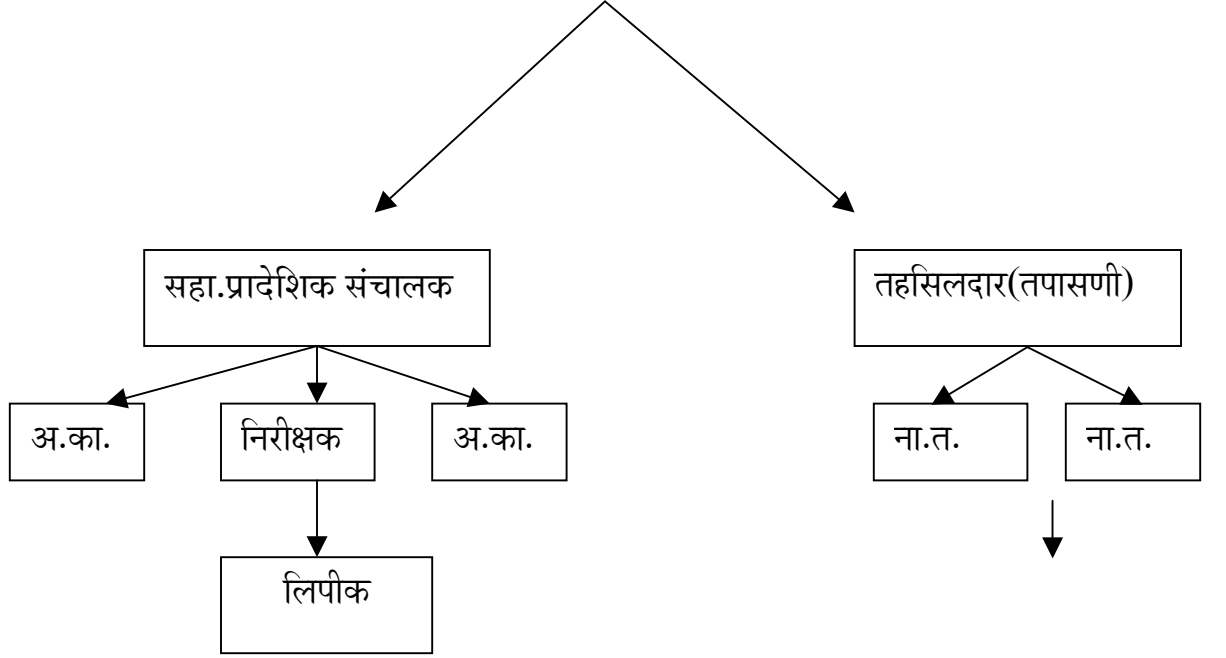 सहा.प्रादेशिक संचालक
तहसिलदार(तपासणी)
अ.का.
निरीक्षक
अ.का.
ना.त.
ना.त.
लिपीक